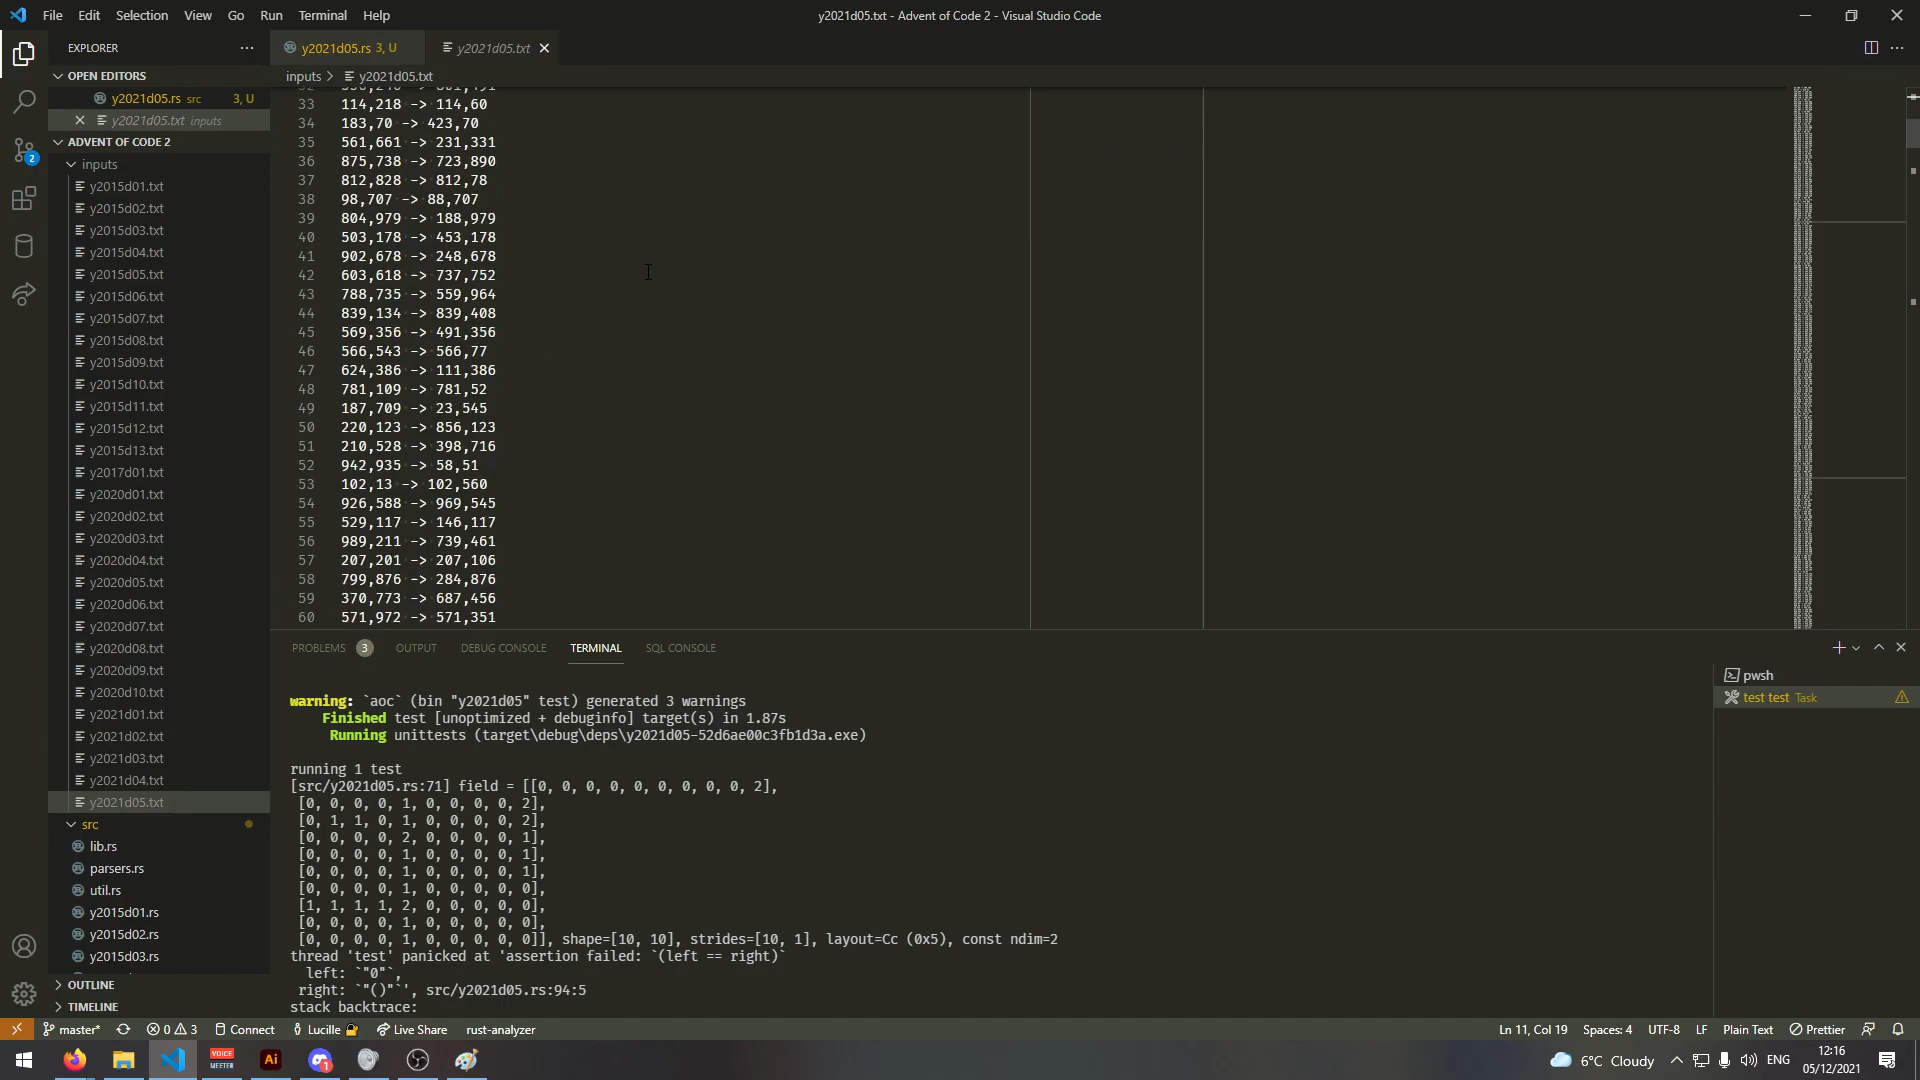 File Edit Selection View Go Run Terminal Help
y2021d05.txt - Advent of Code 2 - Visual Studio Code
EXPLORER
OPEN EDITORS
y2021d05.rs src 3, U
y2021d05.txt inputs
ADVENT OF CODE 2
inputs
y2015d01.txt
y2015d02.txt
y2015d03.txt
y2015d04.txt
y2015d05.txt
y2015d06.txt
y2015d07.txt
y2015d08.txt
y2015d09.txt
y2015d10.txt
y2015d11.txt
y2015d12.txt
y2015d13.txt
y2017d01.txt
y2020d01.txt
y2020d02.txt
y2020d03.txt
y2020d04.txt
y2020d05.txt
y2020d06.txt
y2020d07.txt
y2020d08.txt
y2020d09.txt
y2020d10.txt
y2021d01.txt
y2021d02.txt
y2021d03.txt
y2021d04.txt
y2021d05.txt
src
lib.rs
parsers.rs
util.rs
y2015d01.rs
y2015d02.rs
y2015d03.rs
OUTLINE
TIMELINE
2
y2021d05.rs 3, U
y2021d05.txt
inputs > y2021d05.txt
33 114,218 -> 114,60
34 183,70 -> 423,70
35 561,661 -> 231,331
36 875,738 -> 723,890
37 812,828 -> 812,78
38 98,707 -> 88,707
39 804,979 -> 188,979
40 503,178 -> 453,178
41 902,678 -> 248,678
42 603,618 -> 737,752
43 788,735 -> 559,964
44 839,134 -> 839,408
45 569,356 -> 491,356
46 566,543 -> 566,77
47 624,386 -> 111,386
48 781,109 -> 781,52
49 187,709 -> 23,545
50 220,123 -> 856,123
51 210,528 -> 398,716
52 942,935 -> 58,51
53 102,13 -> 102,560
54 926,588 -> 969,545
55 529,117 -> 146,117
56 989,211 -> 739,461
57 207,201 -> 207,106
58 799,876 -> 284,876
59 370,773 -> 687,456
60 571,972 -> 571,351
PROBLEMS 3 OUTPUT DEBUG CONSOLE TERMINAL SQL CONSOLE
pwsh
test test Task
warning: `aoc` (bin "y2021d05" test) generated 3 warnings
Finished test [unoptimized + debuginfo] target(s) in 1.87s
Running unittests (target\debug\deps\y2021d05-52d6ae00c3fb1d3a.exe)
running 1 test
[src/y2021d05.rs:71] field = [[0, 0, 0, 0, 0, 0, 0, 0, 0, 2],
[0, 0, 0, 0, 1, 0, 0, 0, 0, 2],
[0, 1, 1, 0, 1, 0, 0, 0, 0, 2],
[0, 0, 0, 0, 2, 0, 0, 0, 0, 1],
[0, 0, 0, 0, 1, 0, 0, 0, 0, 1],
[0, 0, 0, 0, 1, 0, 0, 0, 0, 1],
[0, 0, 0, 0, 1, 0, 0, 0, 0, 0],
[1, 1, 1, 1, 2, 0, 0, 0, 0, 0],
[0, 0, 0, 0, 1, 0, 0, 0, 0, 0],
[0, 0, 0, 0, 1, 0, 0, 0, 0, 0]], shape=[10, 10], strides=[10, 1], layout=Cc (0x5), const ndim=2
thread 'test' panicked at 'assertion failed: `(left == right)`
left: `"0"`,
right: `"()"`', src/y2021d05.rs:94:5
stack backtrace:
master* 0 3 Connect Lucille Live Share rust-analyzer
Ln 11, Col 19 Spaces: 4 UTF-8 LF Plain Text Prettier
VOICE
MEETER
Ai
1
6°C Cloudy
ENG
12:16
05/12/2021